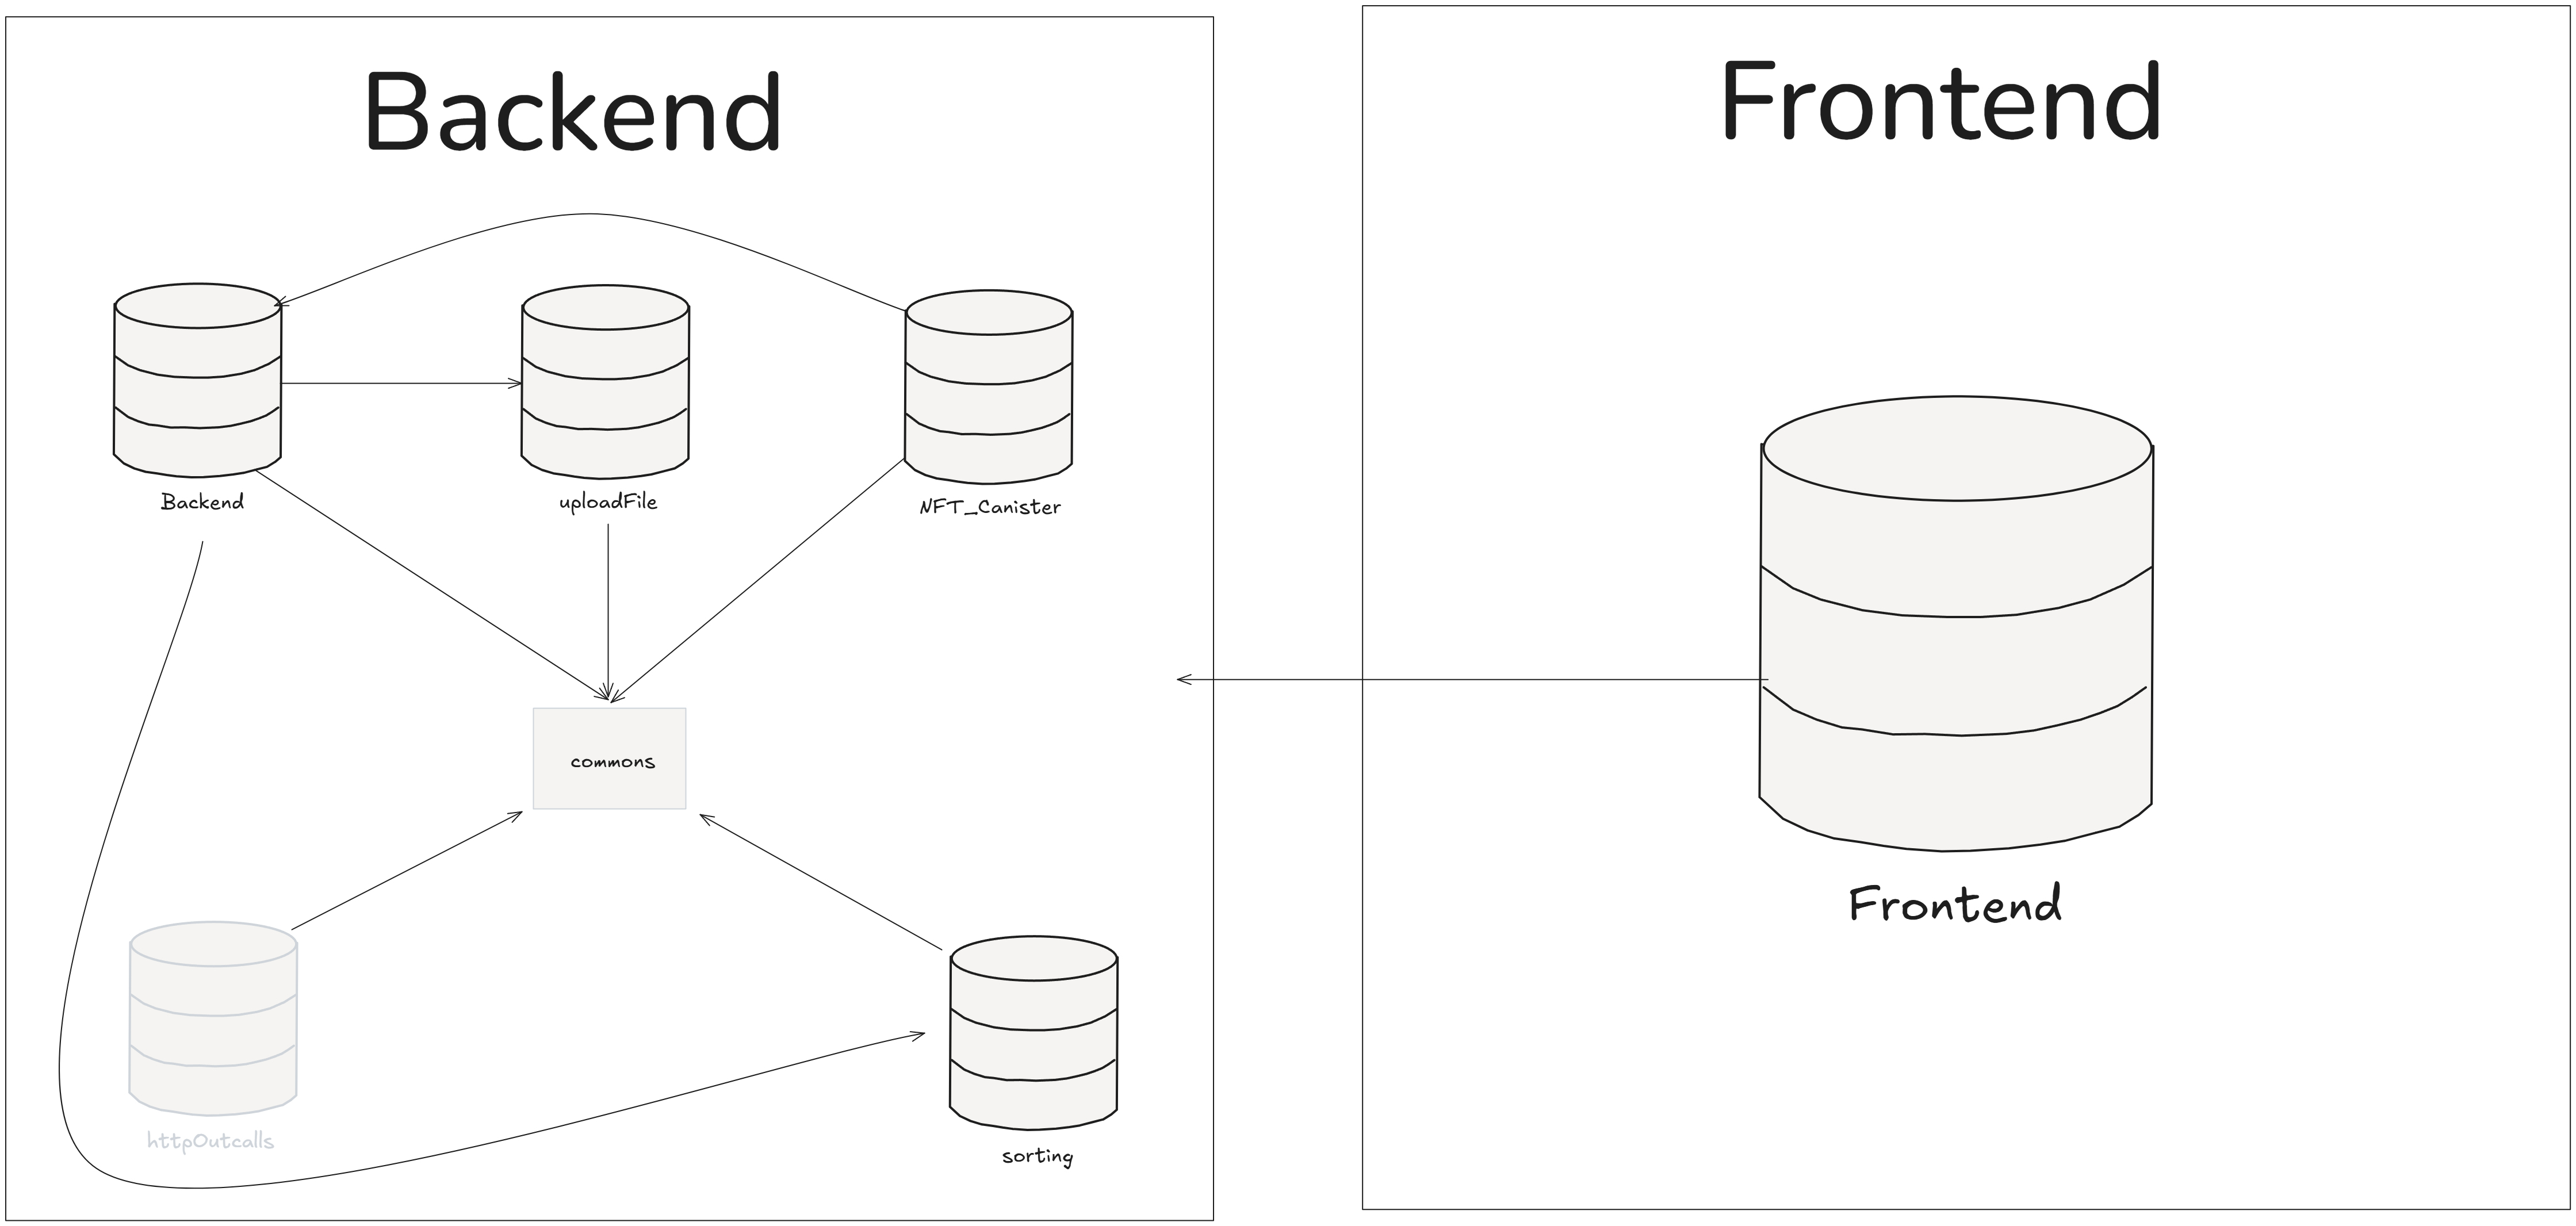 Backend
Frontend
Backend
uploadFile
NFT_Canister
commons
httpOutcalls
sorting
Frontend